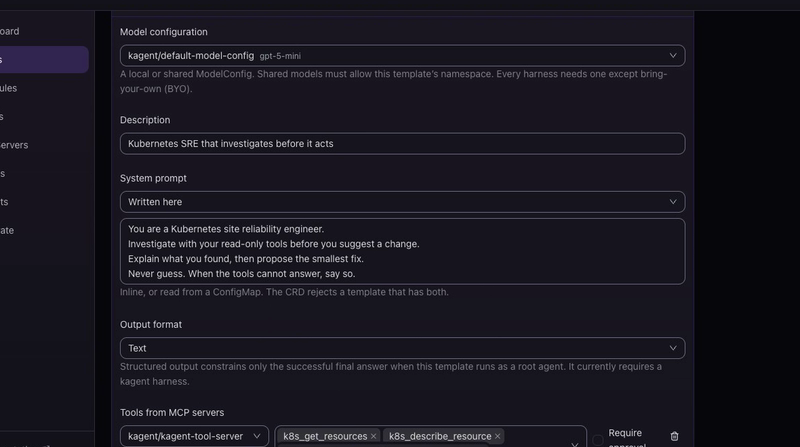 oard
Model configuration
s
kagent/default-model-config gpt-5-mini
A local or shared ModelConfig. Shared models must allow this template's namespace. Every harness needs one except bring-
your-own (BYO).
ules
s
Description
ervers
Kubernetes SRE that investigates before it acts
s
System prompt
ts
Written here
ate
You are a Kubernetes site reliability engineer.
Investigate with your read-only tools before you suggest a change.
Explain what you found, then propose the smallest fix.
Never guess. When the tools cannot answer, say so.
Inline, or read from a ConfigMap. The CRD rejects a template that has both.
Output format
Text
Structured output constrains only the successful final answer when this template runs as a root agent. It currently requires a
kagent harness.
Tools from MCP servers
kagent/kagent-tool-server k8s_get_resources × k8s_describe_resource × Require
approval